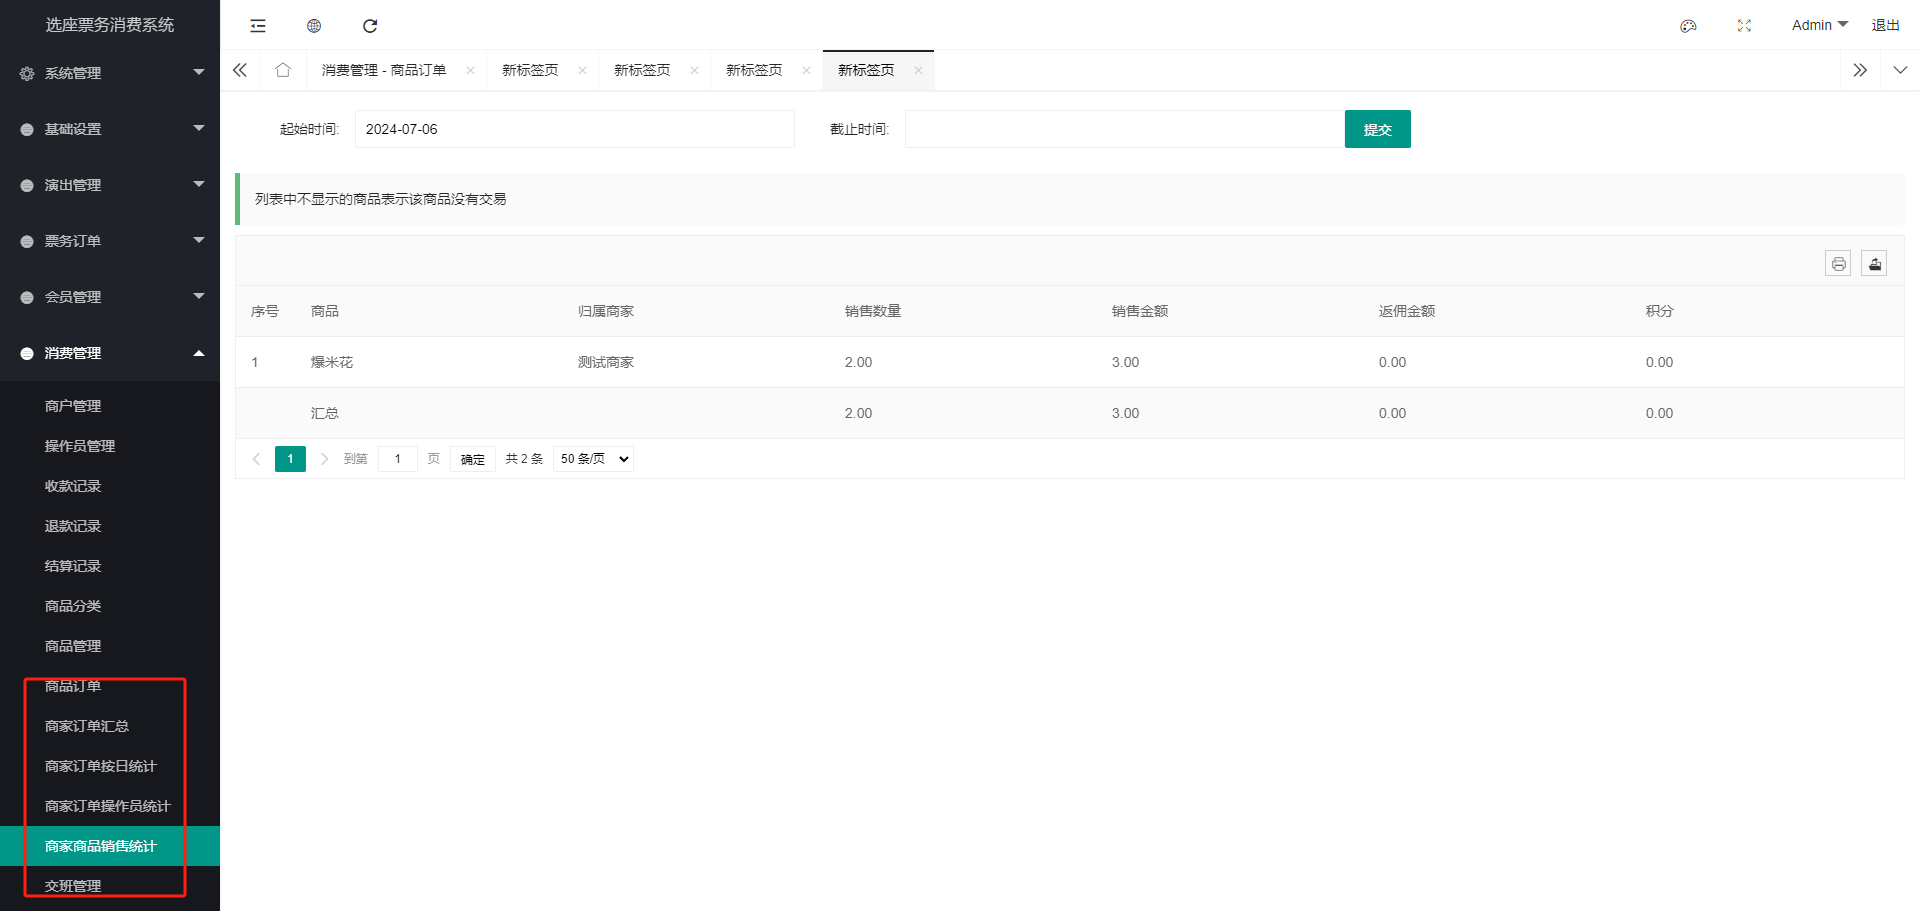 选座票务消费系统
Admin
退出
系统管理
基础设置
演出管理
票务订单
会员管理
消费管理
商户管理
操作员管理
收款记录
退款记录
结算记录
商品分类
商品管理
商品订单
商家订单汇总
商家订单按日统计
商家订单操作员统计
商家商品销售统计
交班管理
消费管理 - 商品订单
新标签页
新标签页
新标签页
新标签页
起始时间: 2024-07-06 截止时间: 提交
列表中不显示的商品表示该商品没有交易
序号 商品 归属商家 销售数量 销售金额 返佣金额 积分
1 爆米花 测试商家 2.00 3.00 0.00 0.00
汇总 2.00 3.00 0.00 0.00
1 到第 1 页 确定 共 2 条 50 条/页